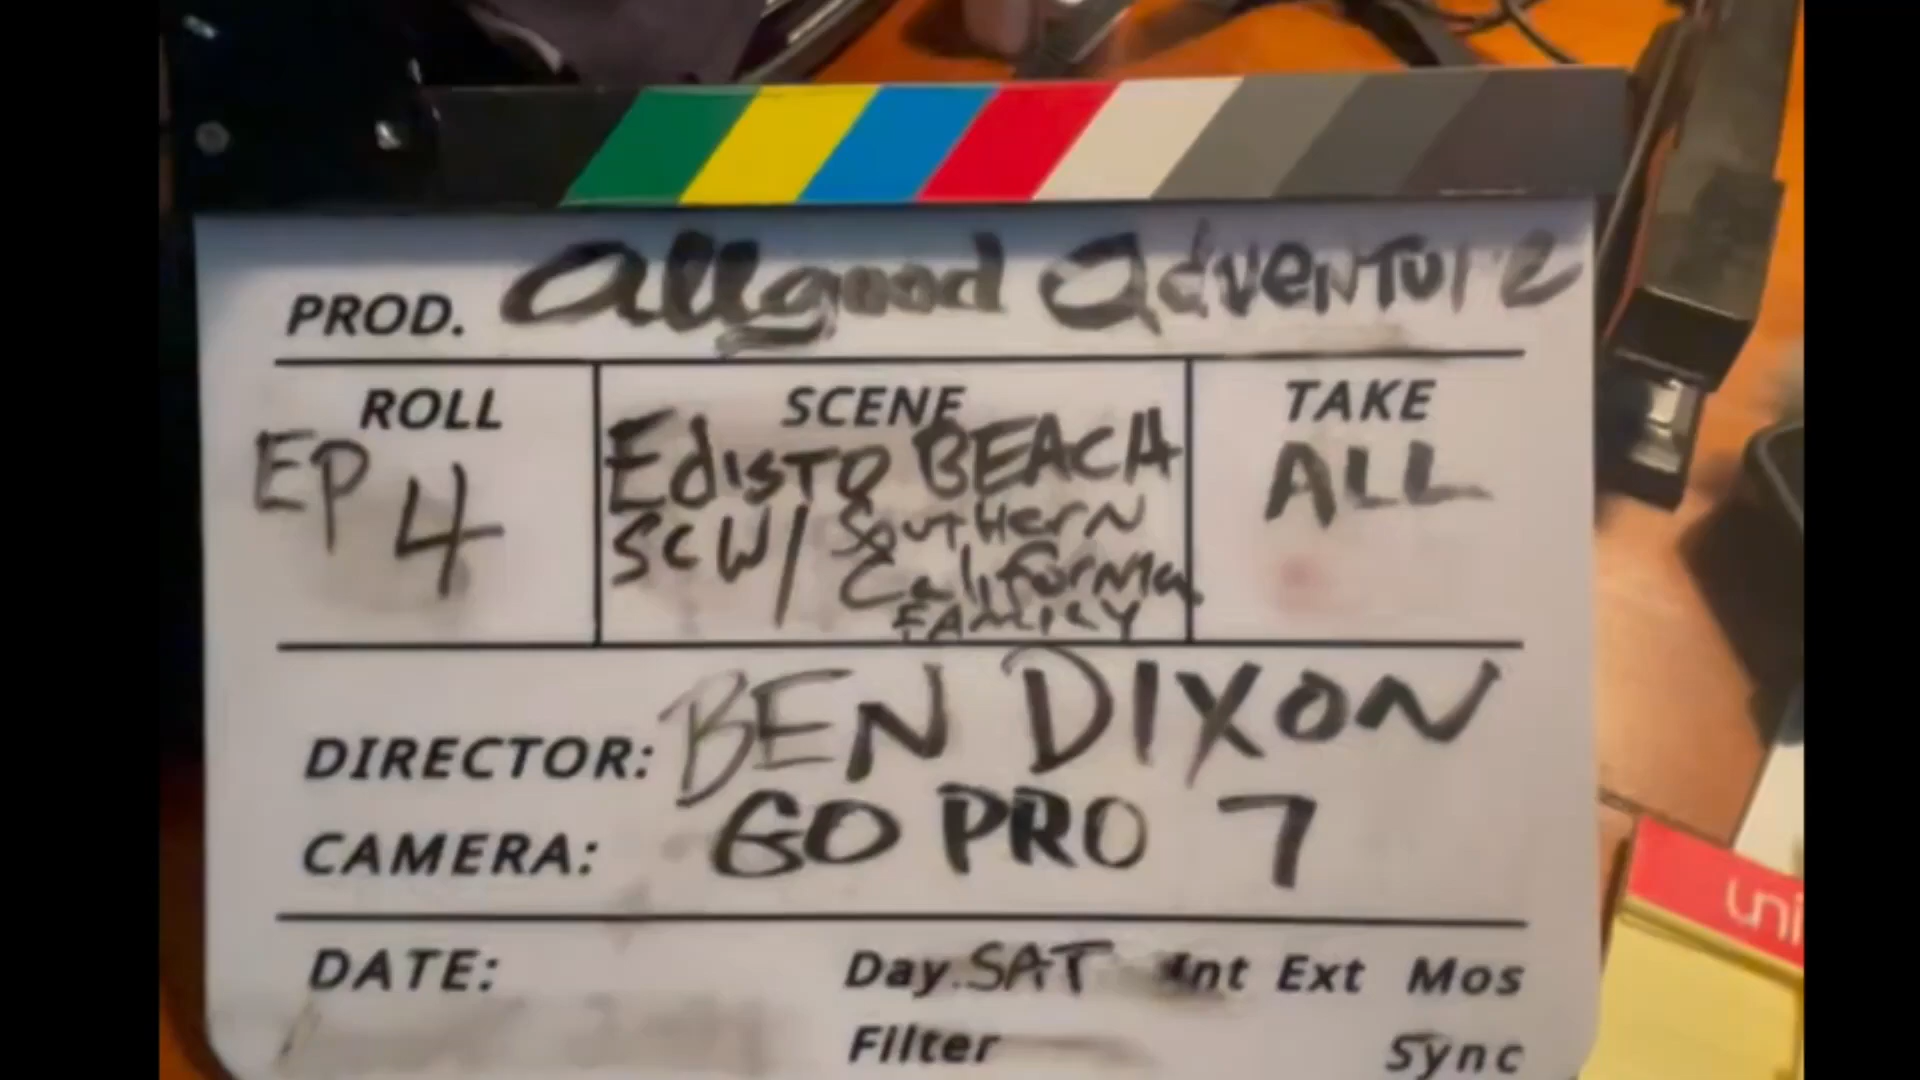 PROD. allgood adventure
ROLL SCENE TAKE
EP 4 Edisto BEACH ALL
SC W/ Southern
California
FAMILY
DIRECTOR: BEN DIXON
CAMERA: GO PRO 7
DATE: Day. SAT Int Ext Mos
Filter Sync
uni